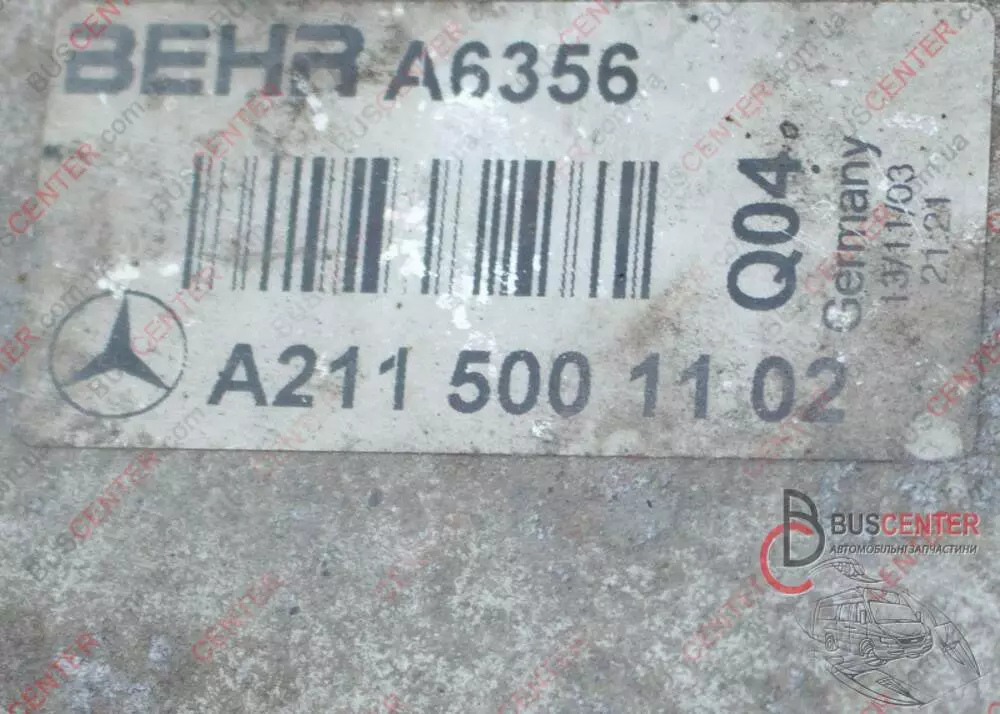 BEHR A6356
Q04
Germany
13/11/03
21:21
A211 500 11 02
BUSCENTER
АВТОМОБІЛЬНІ ЗАПЧАСТИНИ